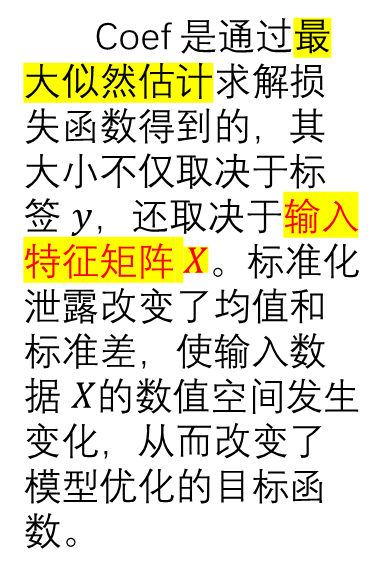 Coef 是通过最
大似然估计求解损
失函数得到的，其
大小不仅取决于标
签 y，还取决于输入
特征矩阵 X。标准化
泄露改变了均值和
标准差，使输入数
据 X的数值空间发生
变化，从而改变了
模型优化的目标函
数。